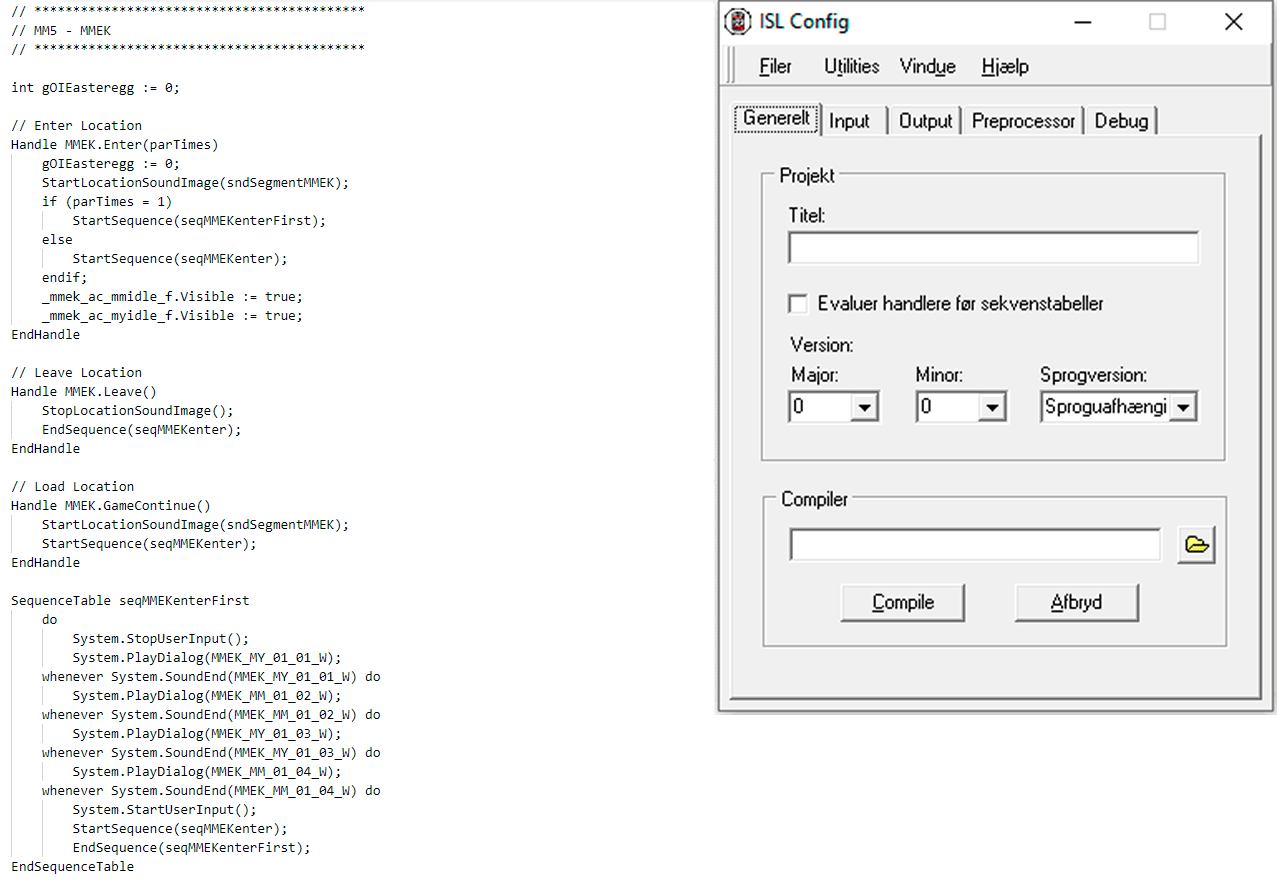 // *******************************************
// MM5 - MMEK
// *******************************************
int gOIEasteregg := 0;
// Enter Location
Handle MMEK.Enter(parTimes)
    gOIEasteregg := 0;
    StartLocationSoundImage(sndSegmentMMEK);
    if (parTimes = 1)
        StartSequence(seqMMEKenterFirst);
    else
        StartSequence(seqMMEKenter);
    endif;
    _mmek_ac_mmidle_f.Visible := true;
    _mmek_ac_myidle_f.Visible := true;
EndHandle
// Leave Location
Handle MMEK.Leave()
    StopLocationSoundImage();
    EndSequence(seqMMEKenter);
EndHandle
// Load Location
Handle MMEK.GameContinue()
    StartLocationSoundImage(sndSegmentMMEK);
    StartSequence(seqMMEKenter);
EndHandle
SequenceTable seqMMEKenterFirst
    do
        System.StopUserInput();
        System.PlayDialog(MMEK_MY_01_01_W);
    whenever System.SoundEnd(MMEK_MY_01_01_W) do
        System.PlayDialog(MMEK_MM_01_02_W);
    whenever System.SoundEnd(MMEK_MM_01_02_W) do
        System.PlayDialog(MMEK_MY_01_03_W);
    whenever System.SoundEnd(MMEK_MY_01_03_W) do
        System.PlayDialog(MMEK_MM_01_04_W);
    whenever System.SoundEnd(MMEK_MM_01_04_W) do
        System.StartUserInput();
        StartSequence(seqMMEKenter);
        EndSequence(seqMMEKenterFirst);
EndSequenceTable
ISL Config
Filer Utilities Vindue Hjælp
Generelt Input Output Preprocessor Debug
Projekt
Titel:
Evaluer handlere før sekvenstabeller
Version:
Major: Minor: Sprogversion:
0 0 Sproguafhængi
Compiler
Compile Afbryd